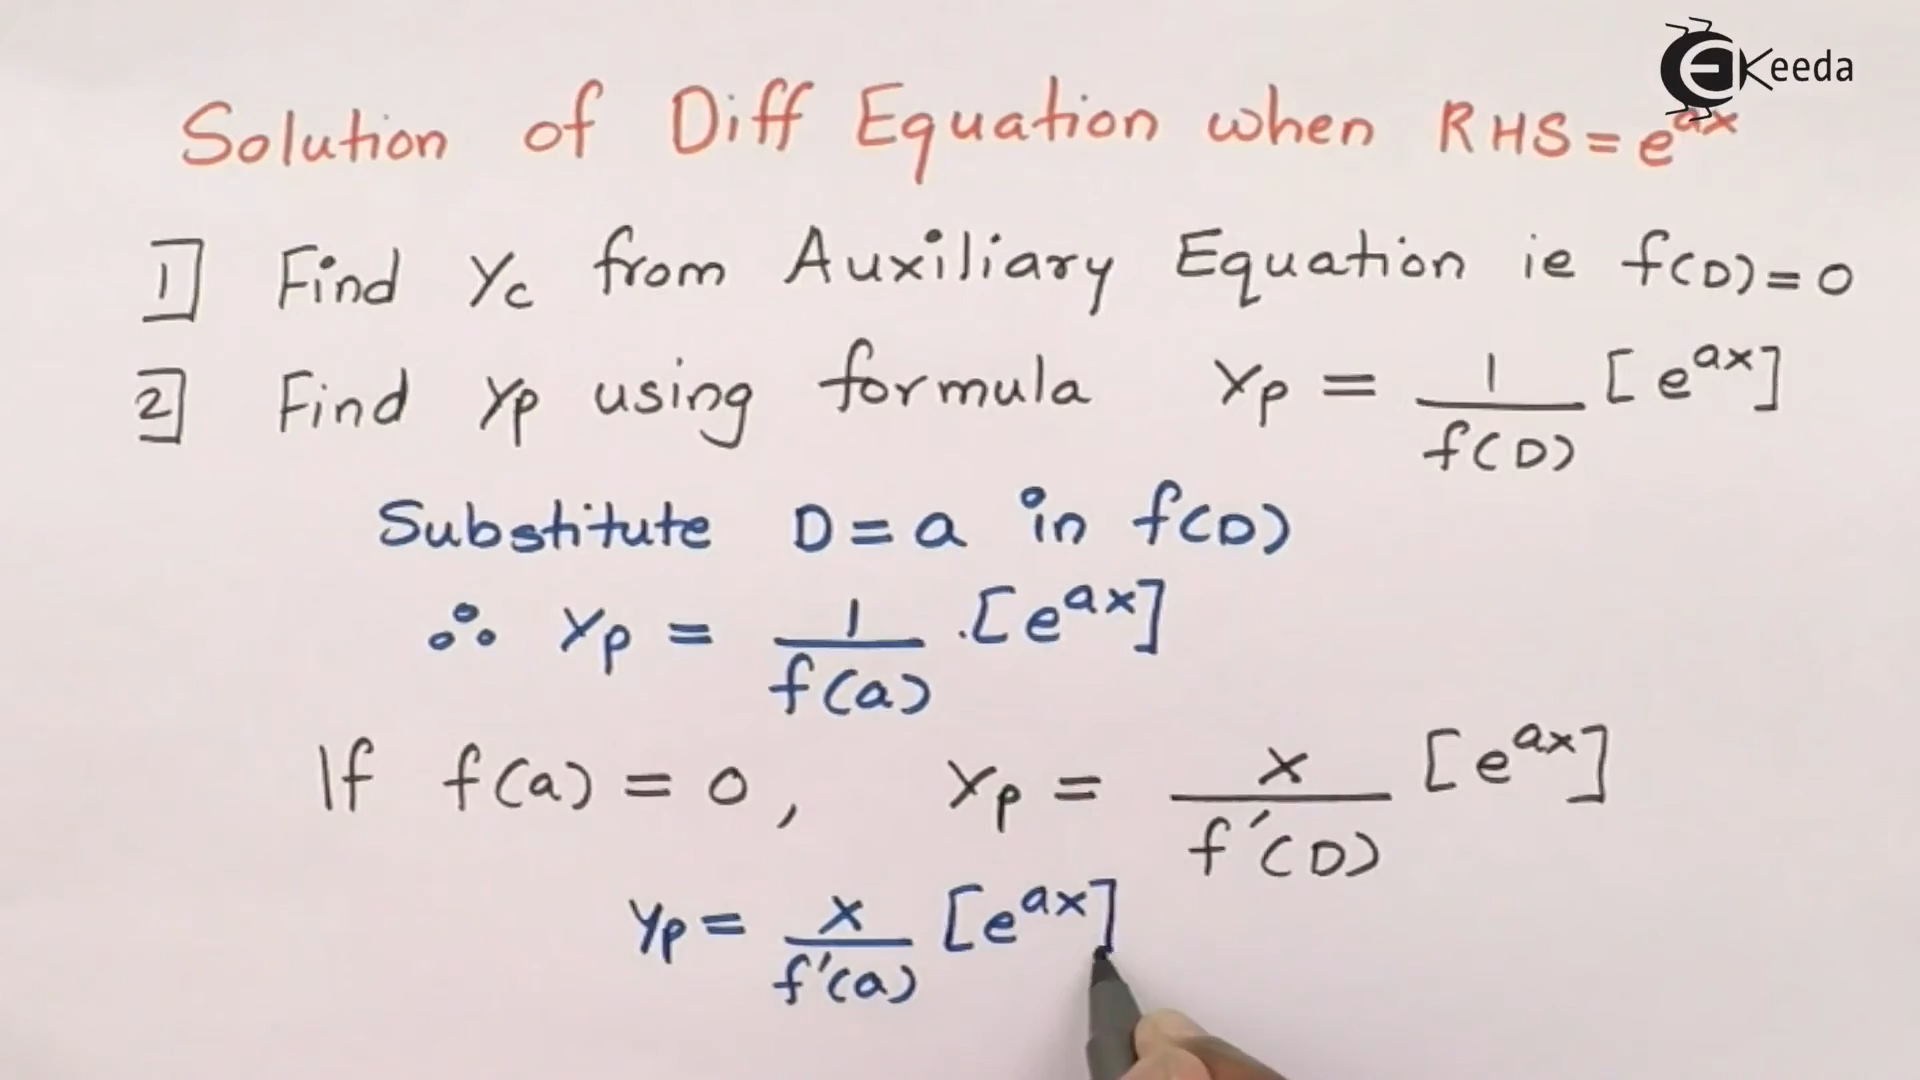 EKeeda
Solution of Diff Equation when RHS = e^ax
1] Find Yc from Auxiliary Equation ie f(D) = 0
2] Find Yp using formula Yp = 1/f(D) [e^ax]
Substitute D = a in f(D)
∴ Yp = 1/f(a) . [e^ax]
If f(a) = 0, Yp = x/f'(D) [e^ax]
Yp = x/f'(a) [e^ax]